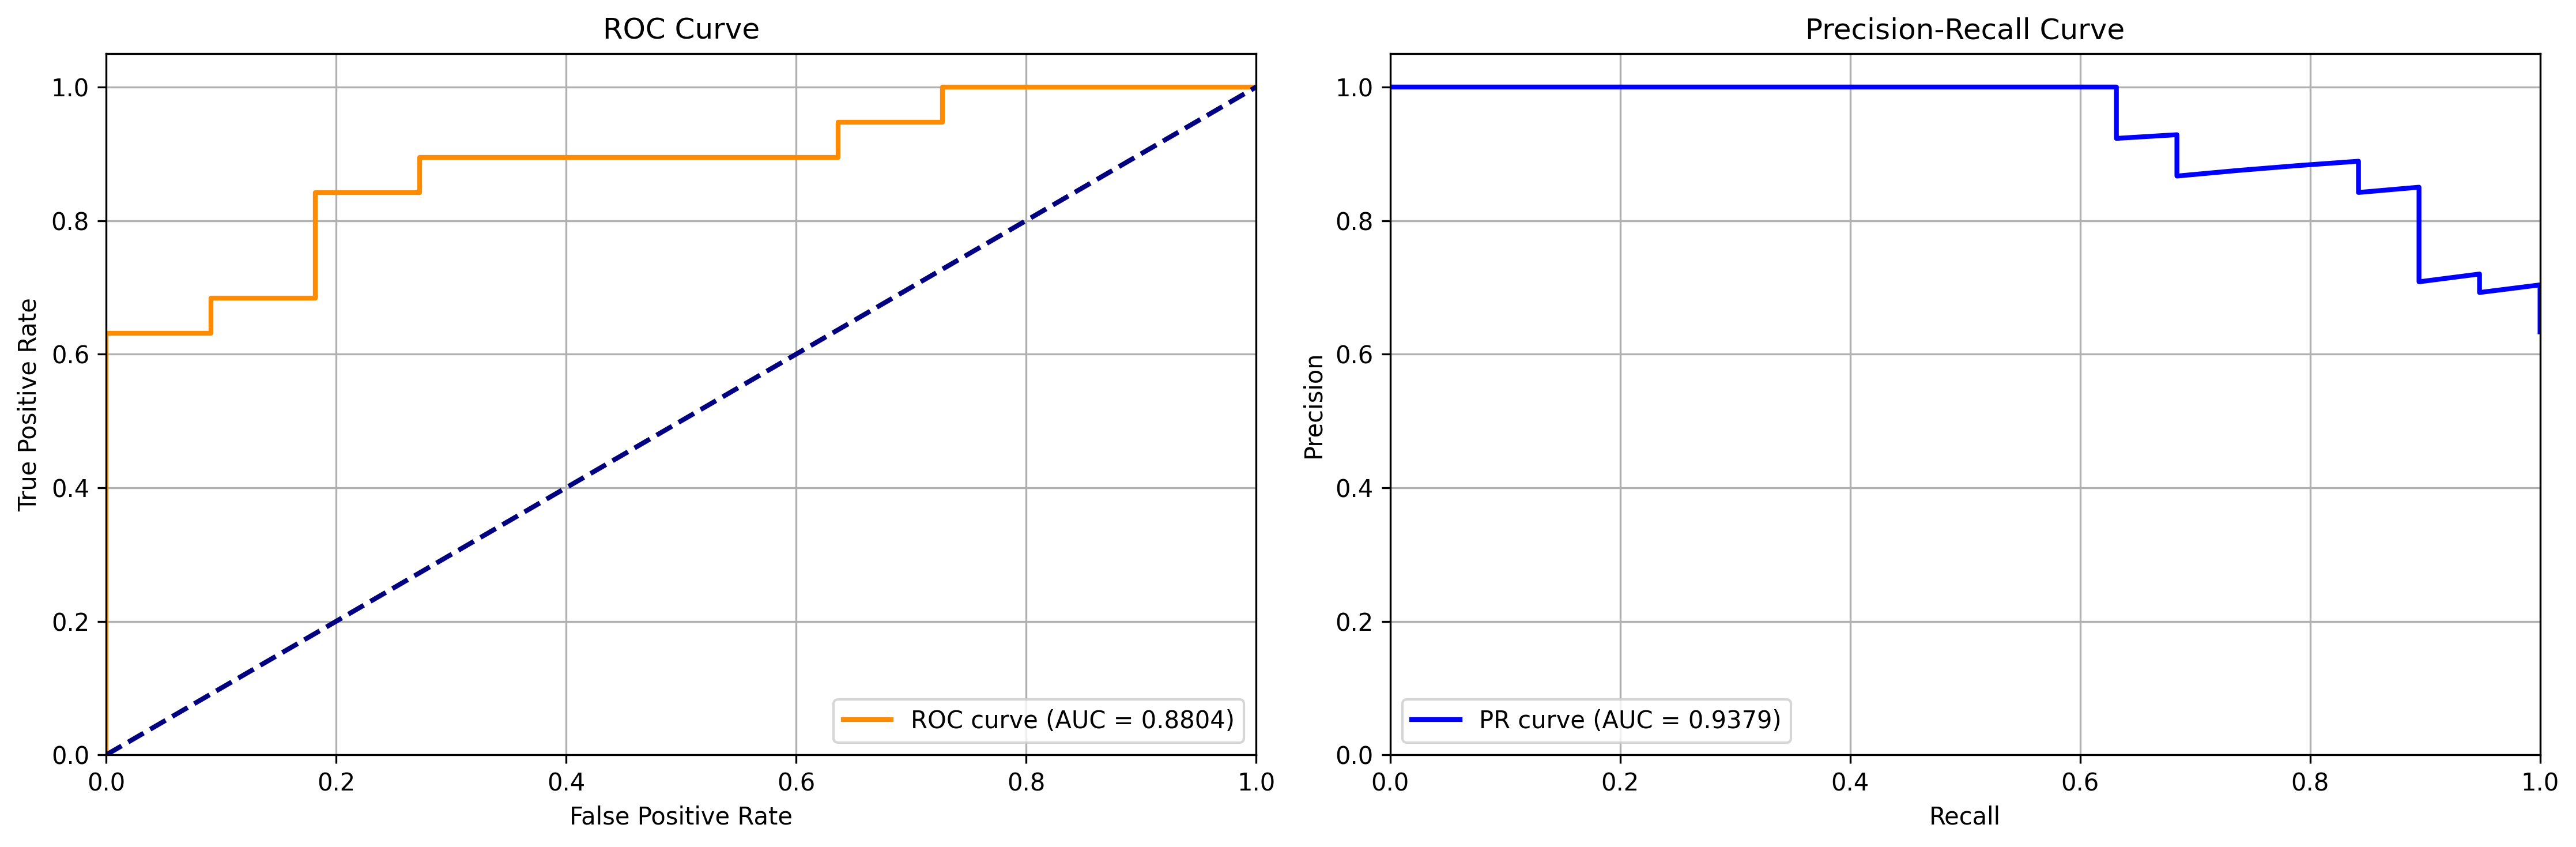 ROC Curve
1.0
0.8
0.6
0.4
0.2
0.0
True Positive Rate
0.0 0.2 0.4 0.6 0.8 1.0
False Positive Rate
ROC curve (AUC = 0.8804)
Precision-Recall Curve
1.0
0.8
0.6
0.4
0.2
0.0
Precision
0.0 0.2 0.4 0.6 0.8 1.0
Recall
PR curve (AUC = 0.9379)